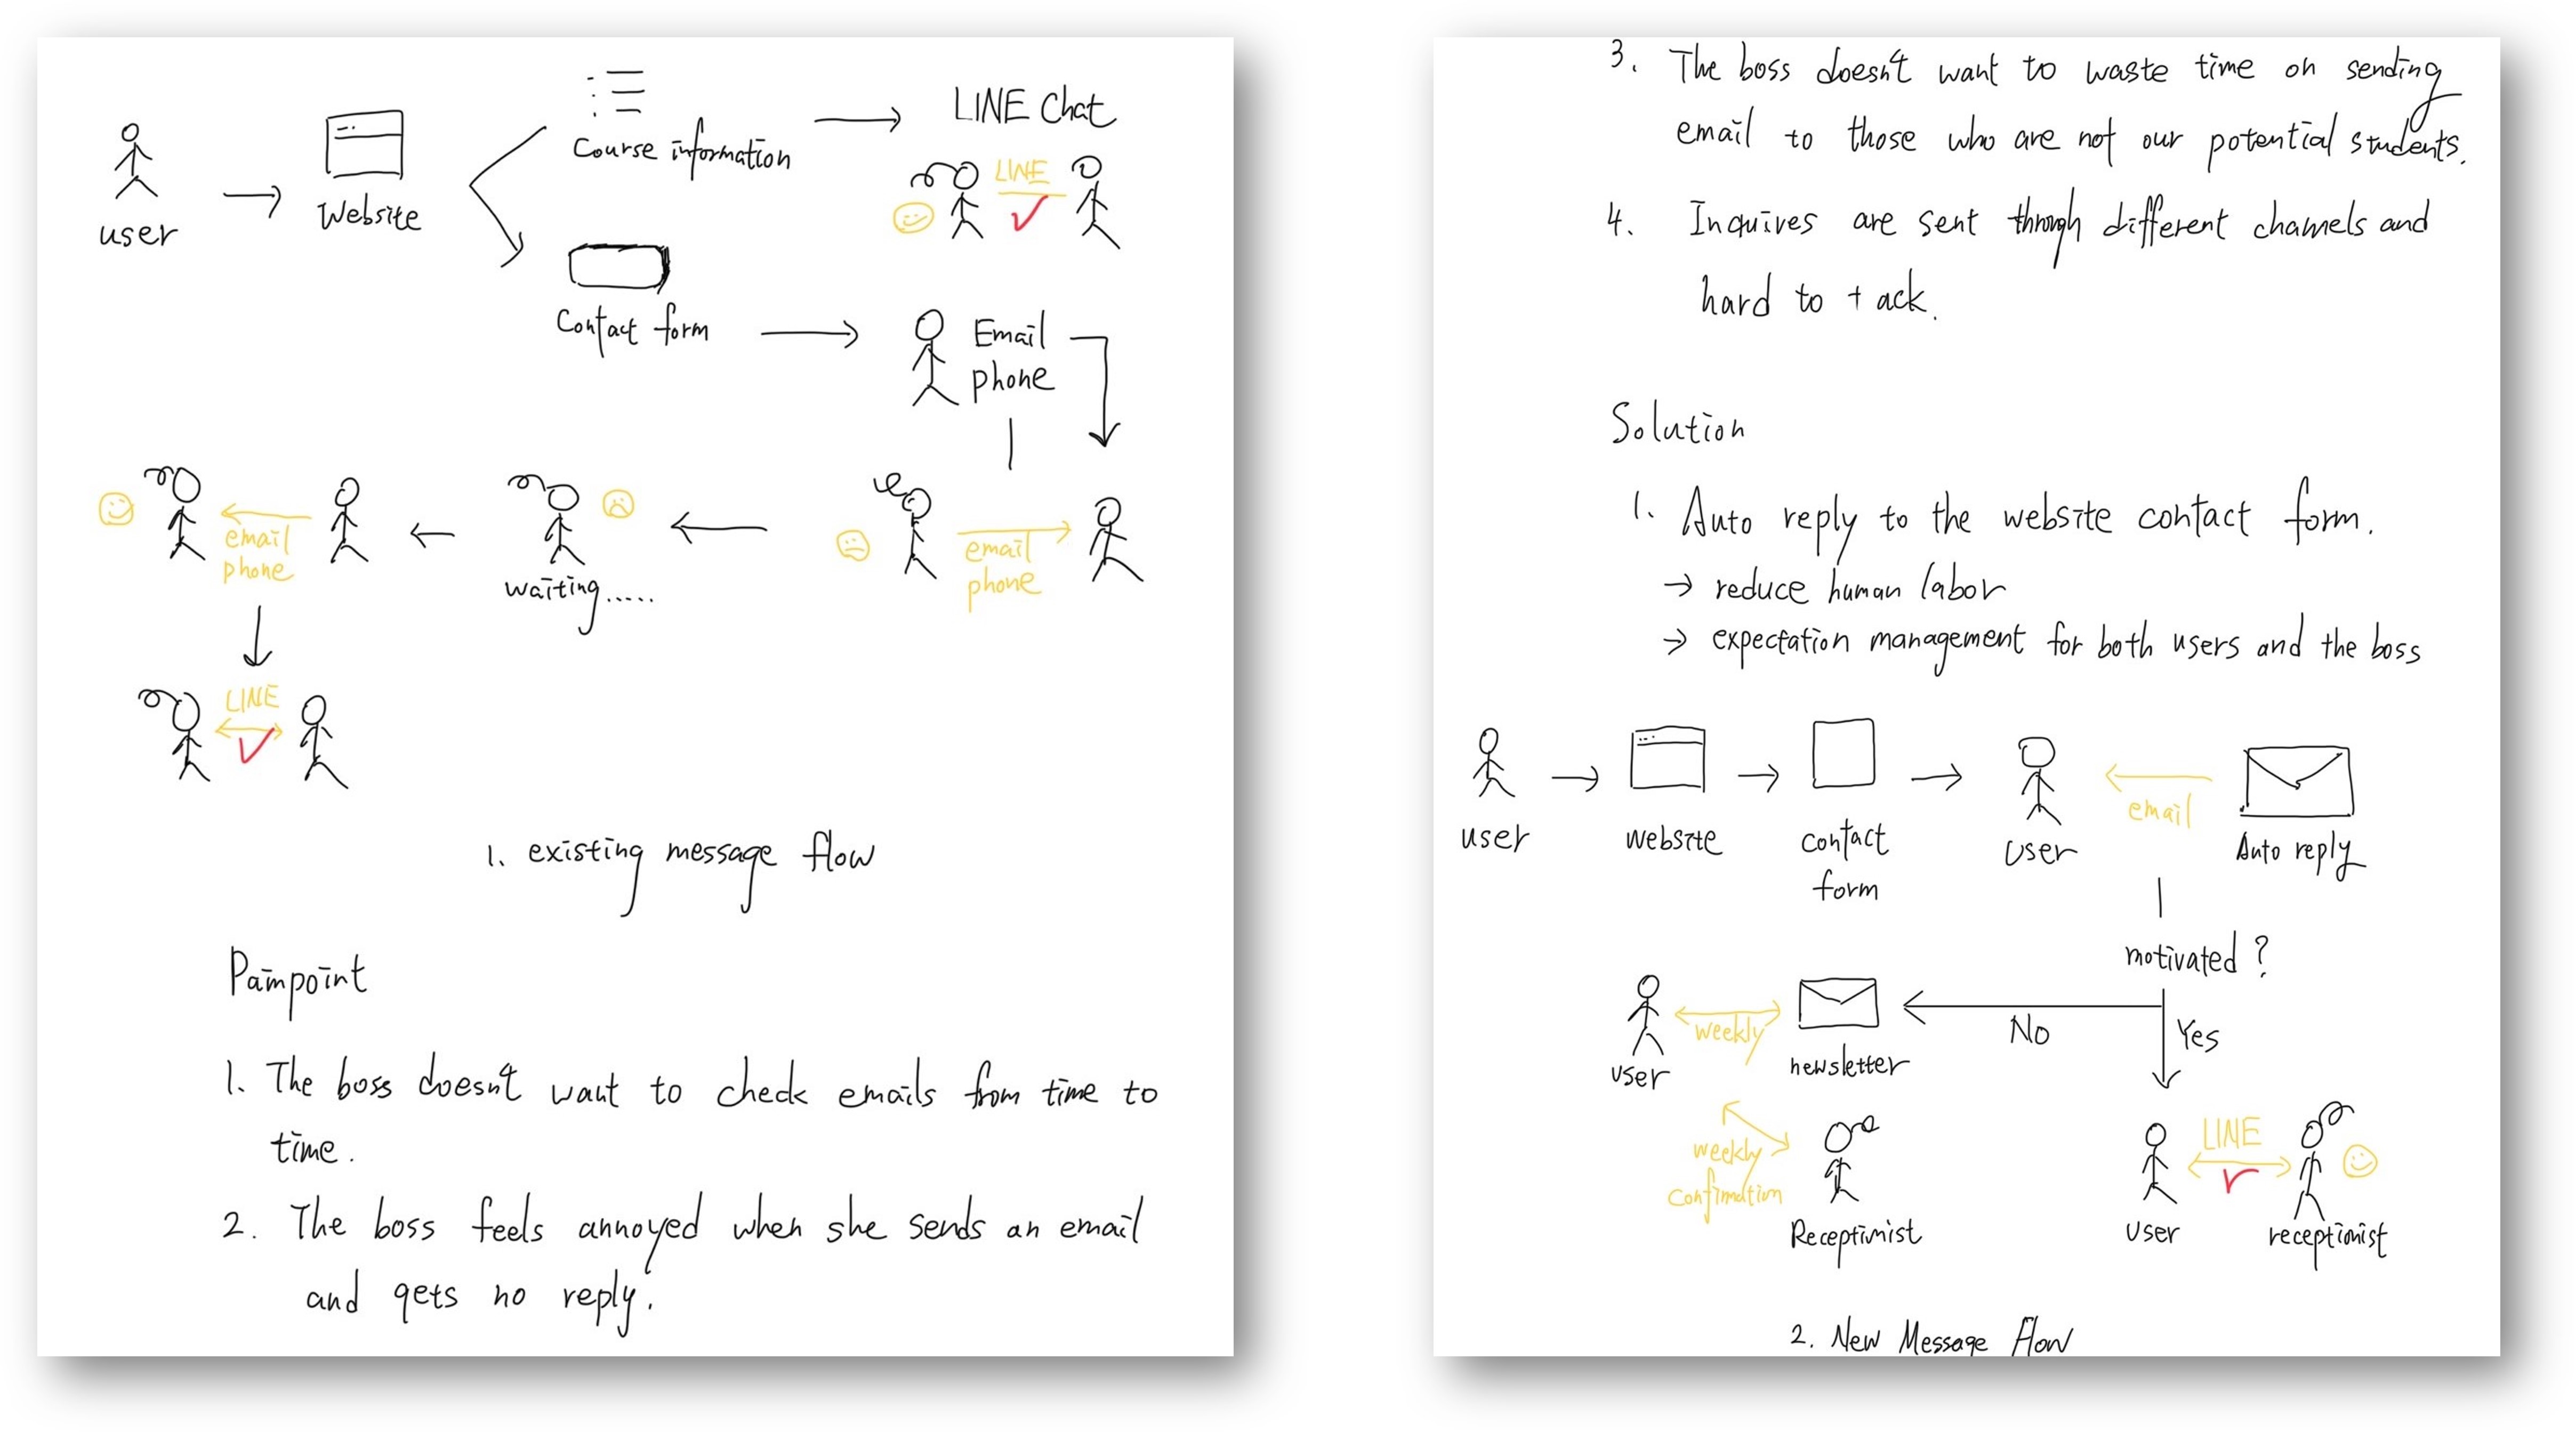 user
Website
Course information
LINE Chat
LINE
Contact form
Email
phone
email
phone
waiting.....
email
phone
LINE
1. existing message flow
Painpoint
1. The boss doesn't want to check emails from time to
time.
2. The boss feels annoyed when she sends an email
and gets no reply.
3. The boss doesn't want to waste time on sending
email to those who are not our potential students.
4. Inquires are sent through different channels and
hard to track.
Solution
1. Auto reply to the website contact form.
→ reduce human labor
→ expectation management for both users and the boss
user
website
contact
form
user
email
Auto reply
motivated?
No
Yes
user
weekly
newsletter
weekly
confirmation
Receptionist
LINE
user
receptionist
2. New Message Flow